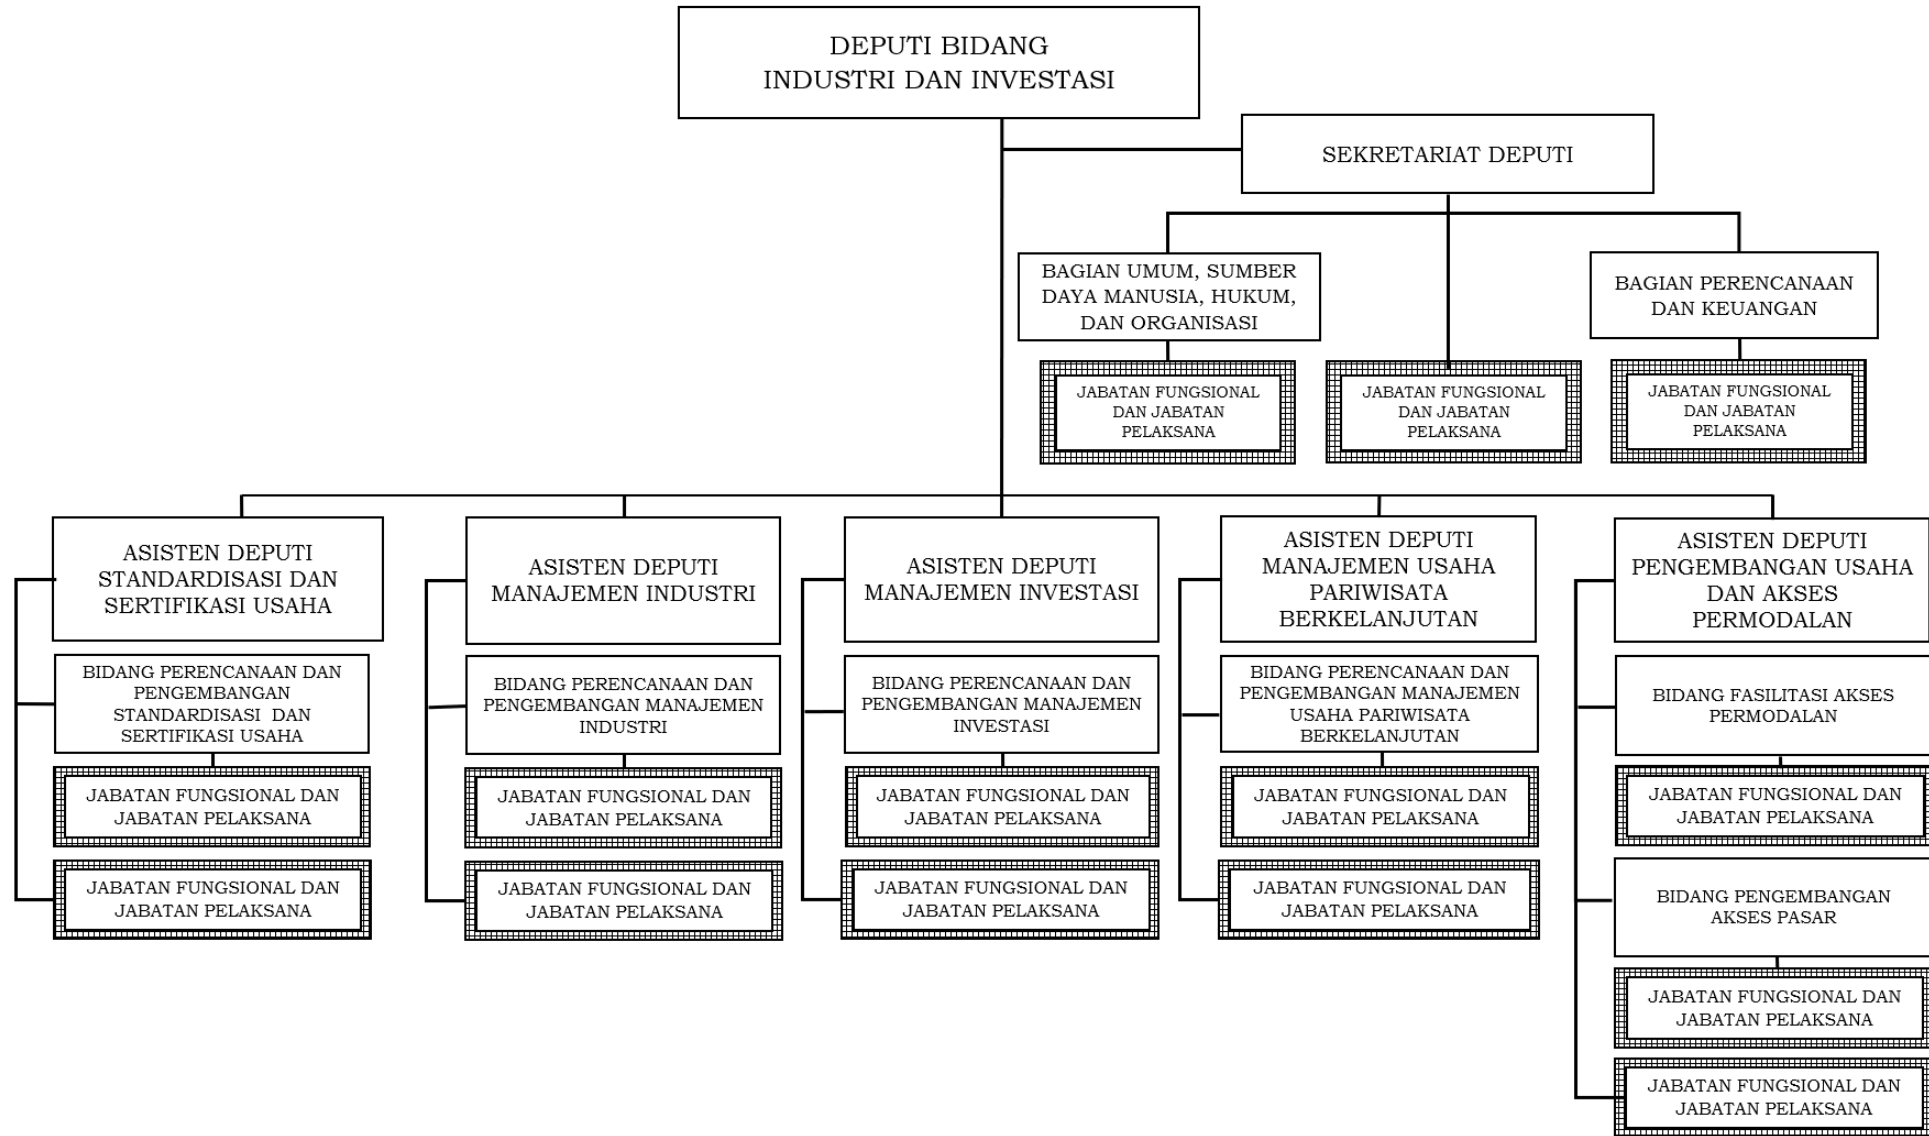 DEPUTI BIDANG
INDUSTRI DAN INVESTASI
SEKRETARIAT DEPUTI
BAGIAN UMUM, SUMBER
DAYA MANUSIA, HUKUM,
DAN ORGANISASI
BAGIAN PERENCANAAN
DAN KEUANGAN
JABATAN FUNGSIONAL
DAN JABATAN
PELAKSANA
JABATAN FUNGSIONAL
DAN JABATAN
PELAKSANA
JABATAN FUNGSIONAL
DAN JABATAN
PELAKSANA
ASISTEN DEPUTI
STANDARDISASI DAN
SERTIFIKASI USAHA
BIDANG PERENCANAAN DAN
PENGEMBANGAN
STANDARDISASI DAN
SERTIFIKASI USAHA
JABATAN FUNGSIONAL DAN
JABATAN PELAKSANA
JABATAN FUNGSIONAL DAN
JABATAN PELAKSANA
ASISTEN DEPUTI
MANAJEMEN INDUSTRI
BIDANG PERENCANAAN DAN
PENGEMBANGAN MANAJEMEN
INDUSTRI
JABATAN FUNGSIONAL DAN
JABATAN PELAKSANA
JABATAN FUNGSIONAL DAN
JABATAN PELAKSANA
ASISTEN DEPUTI
MANAJEMEN INVESTASI
BIDANG PERENCANAAN DAN
PENGEMBANGAN MANAJEMEN
INVESTASI
JABATAN FUNGSIONAL DAN
JABATAN PELAKSANA
JABATAN FUNGSIONAL DAN
JABATAN PELAKSANA
ASISTEN DEPUTI
MANAJEMEN USAHA
PARIWISATA
BERKELANJUTAN
BIDANG PERENCANAAN DAN
PENGEMBANGAN MANAJEMEN
USAHA PARIWISATA
BERKELANJUTAN
JABATAN FUNGSIONAL DAN
JABATAN PELAKSANA
JABATAN FUNGSIONAL DAN
JABATAN PELAKSANA
ASISTEN DEPUTI
PENGEMBANGAN USAHA
DAN AKSES
PERMODALAN
BIDANG FASILITASI AKSES
PERMODALAN
JABATAN FUNGSIONAL DAN
JABATAN PELAKSANA
BIDANG PENGEMBANGAN
AKSES PASAR
JABATAN FUNGSIONAL DAN
JABATAN PELAKSANA
JABATAN FUNGSIONAL DAN
JABATAN PELAKSANA